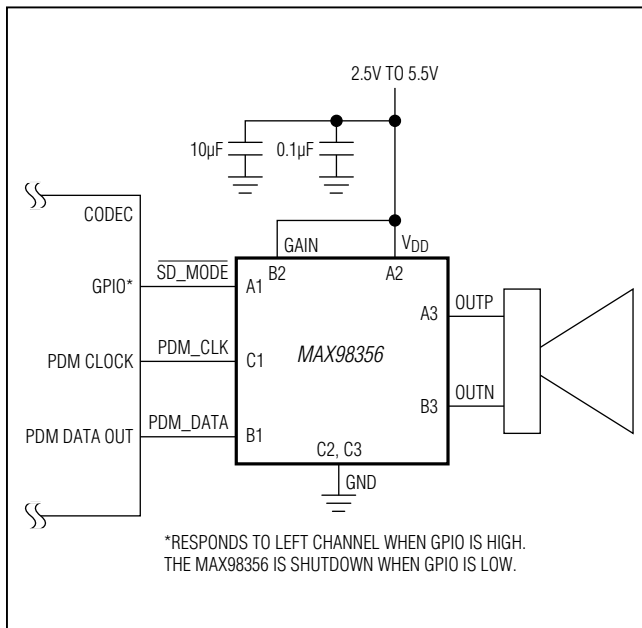 2.5V TO 5.5V
10µF
0.1µF
CODEC
GAIN
VDD
SD_MODE
B2
A2
GPIO*
A1
A3
OUTP
PDM CLOCK
PDM_CLK
C1
MAX98356
B3
OUTN
PDM DATA OUT
PDM_DATA
B1
C2, C3
GND
*RESPONDS TO LEFT CHANNEL WHEN GPIO IS HIGH.
THE MAX98356 IS SHUTDOWN WHEN GPIO IS LOW.